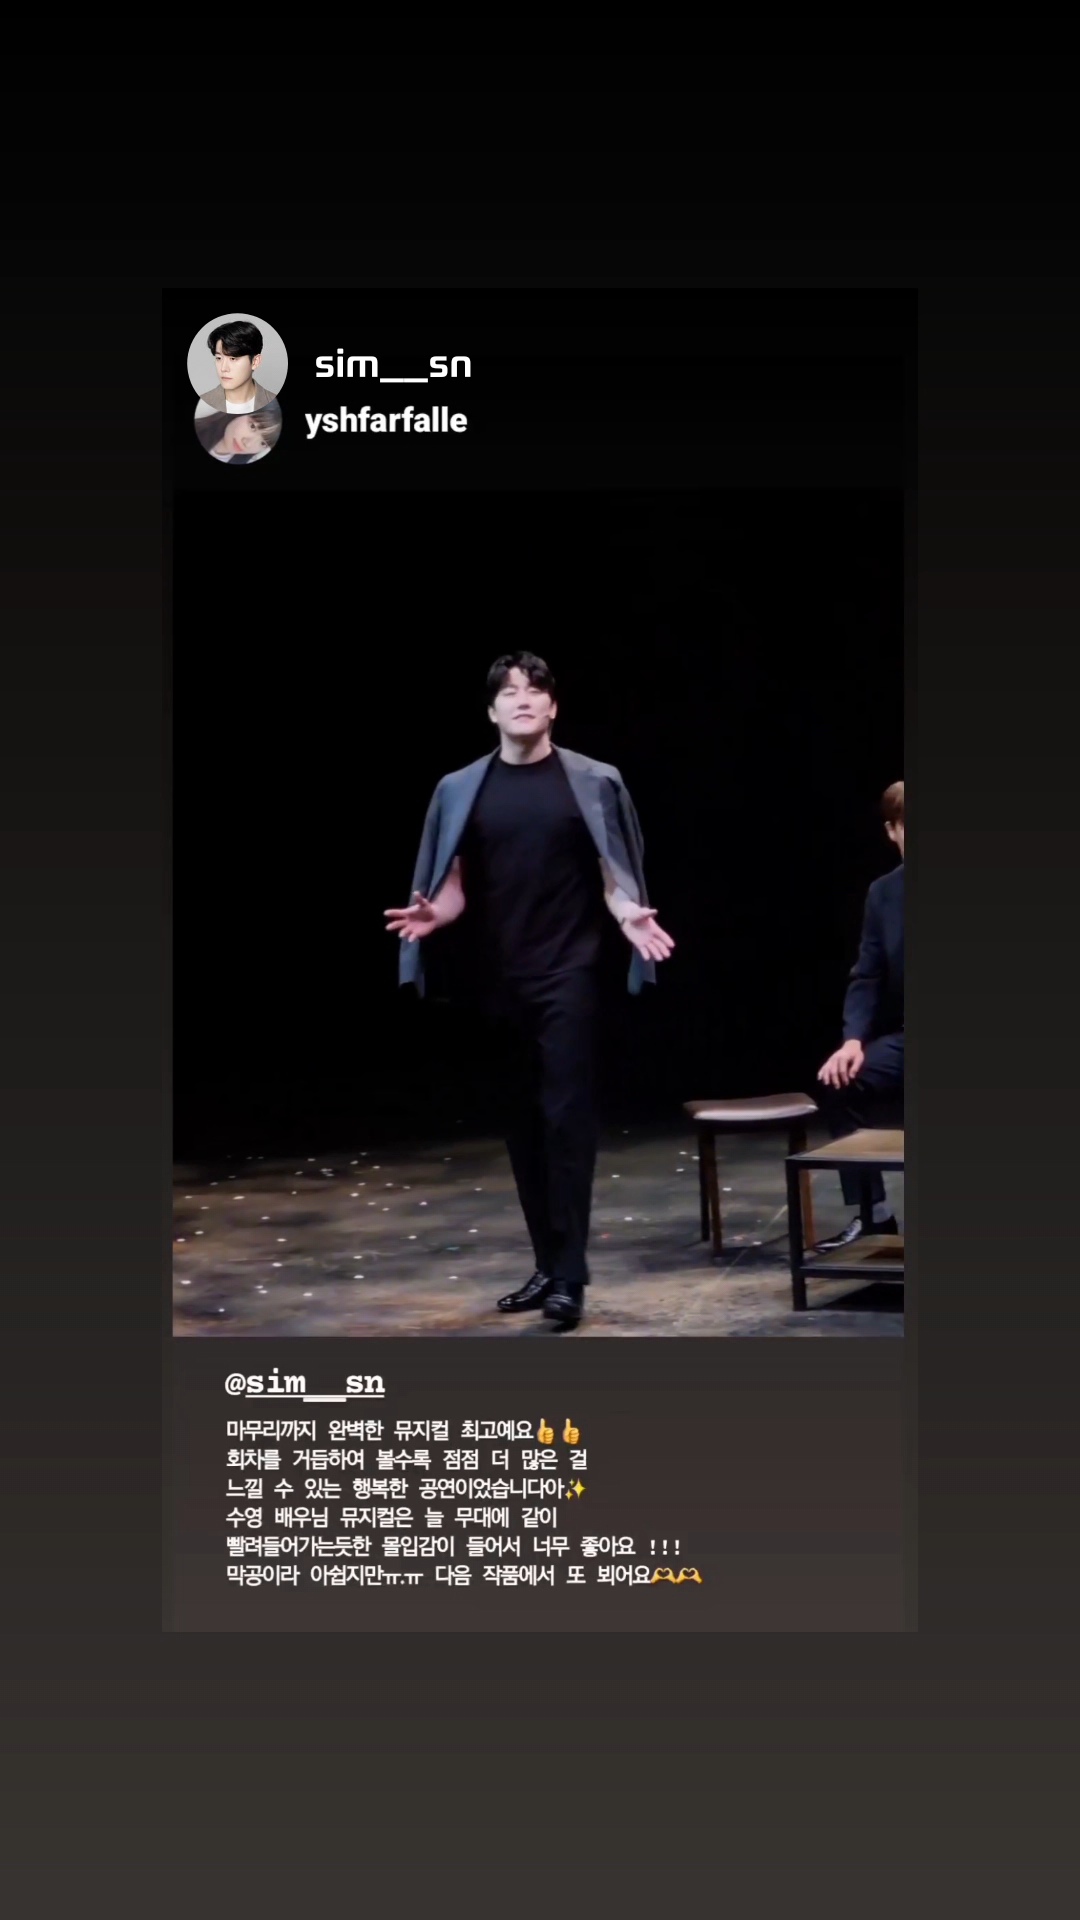 sim__sn
yshfarfalle
@sim__sn
마무리까지 완벽한 뮤지컬 최고예요👍👍
회차를 거듭하여 볼수록 점점 더 많은 걸
느낄 수 있는 행복한 공연이었습니다아✨
수영 배우님 뮤지컬은 늘 무대에 같이
빨려들어가는듯한 몰입감이 들어서 너무 좋아요 !!!
막공이라 아쉽지만ㅠ.ㅠ 다음 작품에서 또 뵈어요🫶🫶